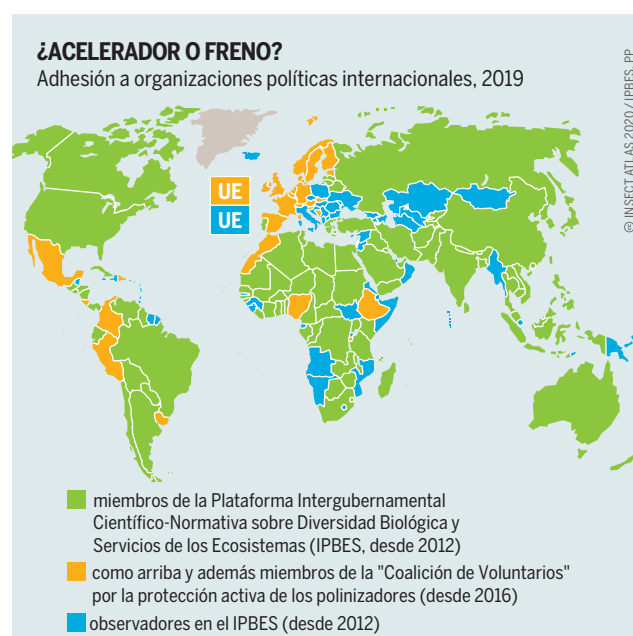 ¿ACELERADOR O FRENO?
Adhesión a organizaciones políticas internacionales, 2019
© INSECT ATLAS 2020 / IPBES, PP
UE
UE
miembros de la Plataforma Intergubernamental
Científico-Normativa sobre Diversidad Biológica y
Servicios de los Ecosistemas (IPBES, desde 2012)
como arriba y además miembros de la "Coalición de Voluntarios"
por la protección activa de los polinizadores (desde 2016)
observadores en el IPBES (desde 2012)